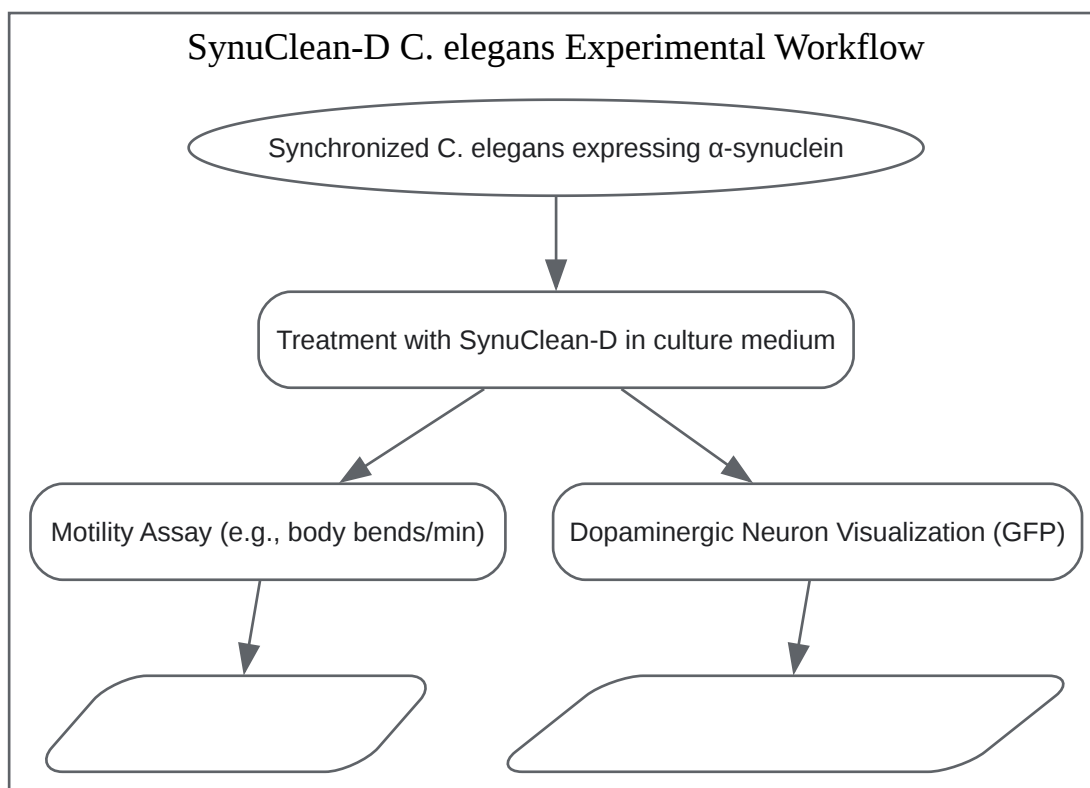 SynuClean-D C. elegans Experimental Workflow
Synchronized C. elegans expressing α-synuclein
Treatment with SynuClean-D in culture medium
Motility Assay (e.g., body bends/min)
Dopaminergic Neuron Visualization (GFP)